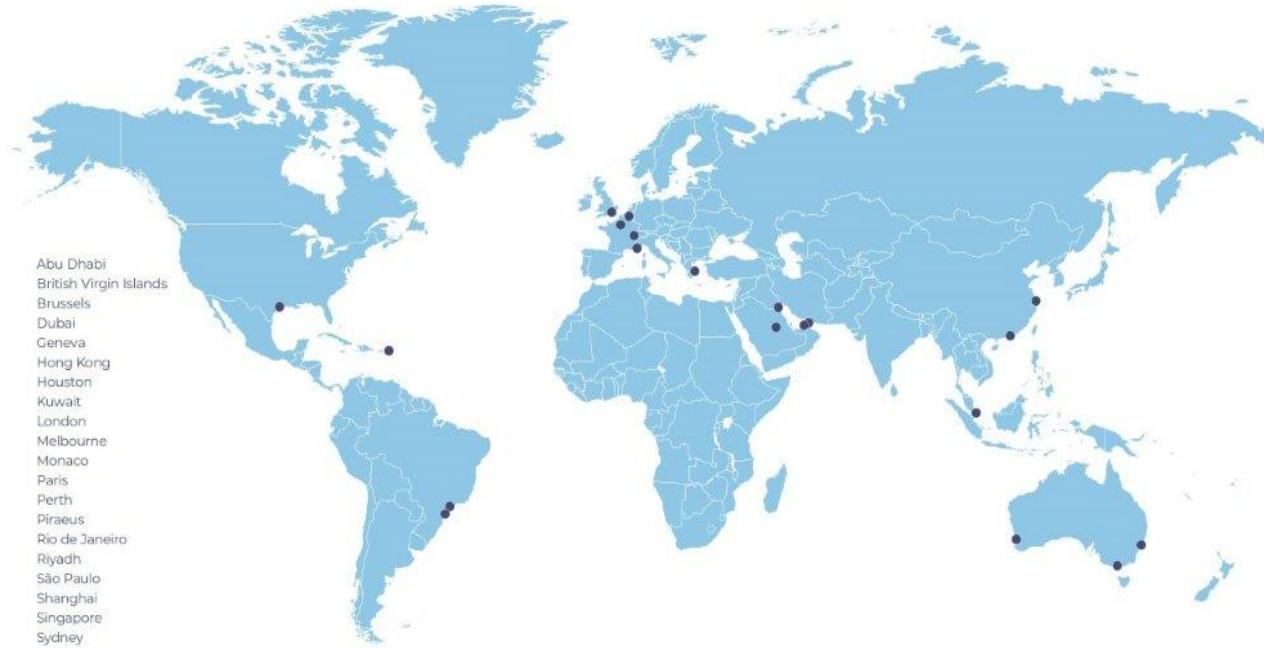 Abu Dhabi
British Virgin Islands
Brussels
Dubai
Geneva
Hong Kong
Houston
Kuwait
London
Melbourne
Monaco
Paris
Perth
Piraeus
Rio de Janeiro
Riyadh
São Paulo
Shanghai
Singapore
Sydney